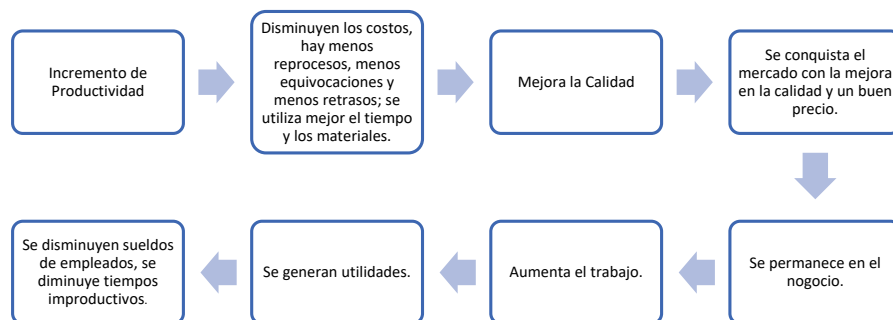 Incremento de
Productividad
Disminuyen los costos,
hay menos
reprocesos, menos
equivocaciones y
menos retrasos; se
utiliza mejor el tiempo
y los materiales.
Mejora la Calidad
Se conquista el
mercado con la mejora
en la calidad y un buen
precio.
Se permanece en el
nogocio.
Aumenta el trabajo.
Se generan utilidades.
Se disminuyen sueldos
de empleados, se
diminuye tiempos
improductivos.